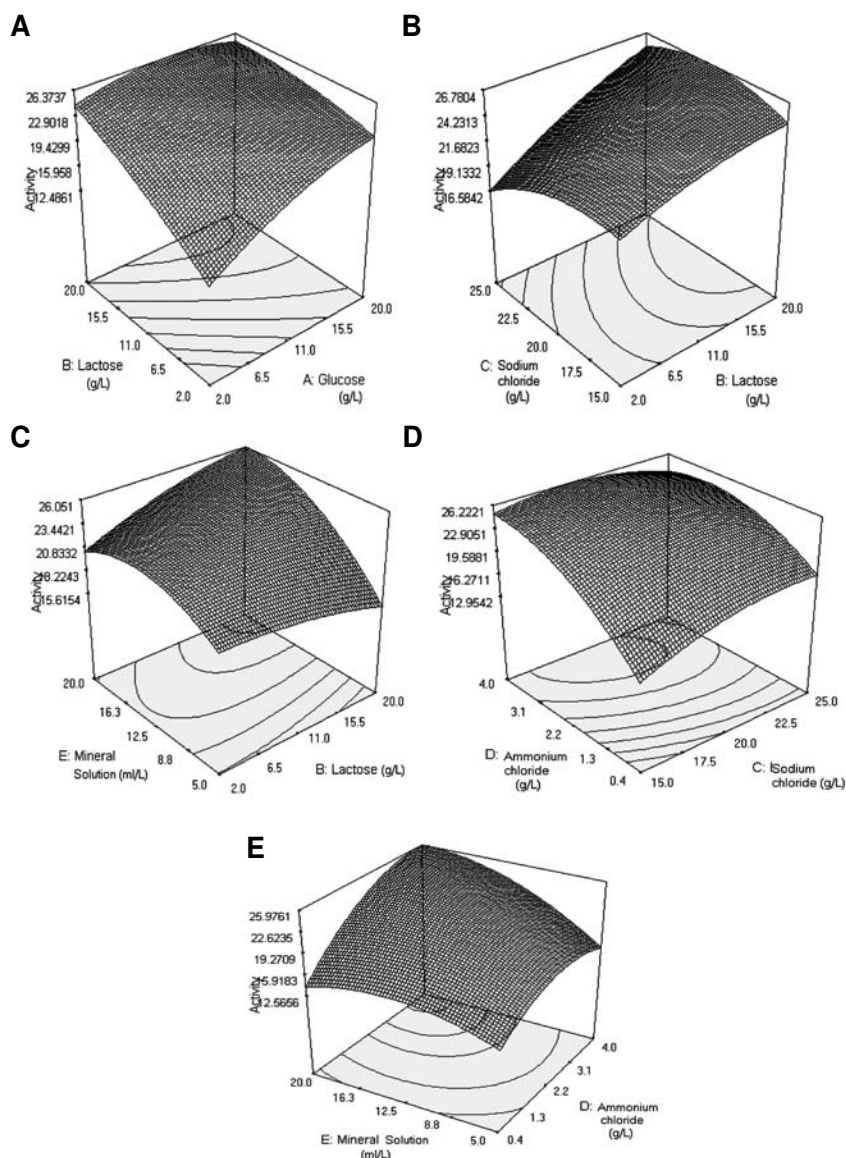 A
26.3737
22.9018
19.4299
15.958
12.4861
Activity
20.0
15.5
11.0
6.5
2.0
B: Lactose
(g/L)
2.0
6.5
11.0
15.5
20.0
A: Glucose
(g/L)
B
26.7804
24.2313
21.6823
19.1332
16.5842
Activity
25.0
22.5
20.0
17.5
15.0
C: Sodium
chloride
(g/L)
2.0
6.5
11.0
15.5
20.0
B: Lactose
(g/L)
C
26.051
23.4421
20.8332
18.2243
15.6154
Activity
20.0
16.3
12.5
8.8
5.0
E: Mineral
Solution (ml/L)
2.0
6.5
11.0
15.5
20.0
B: Lactose (g/L)
D
26.2221
22.9051
19.5881
16.2711
12.9542
Activity
4.0
3.1
2.2
1.3
0.4
D: Ammonium
chloride
(g/L)
15.0
17.5
20.0
22.5
25.0
C: Sodium
chloride (g/L)
E
25.9761
22.6235
19.2709
15.9183
12.5656
Activity
20.0
16.3
12.5
8.8
5.0
E: Mineral Solution
(ml/L)
0.4
1.3
2.2
3.1
4.0
D: Ammonium
chloride
(g/L)